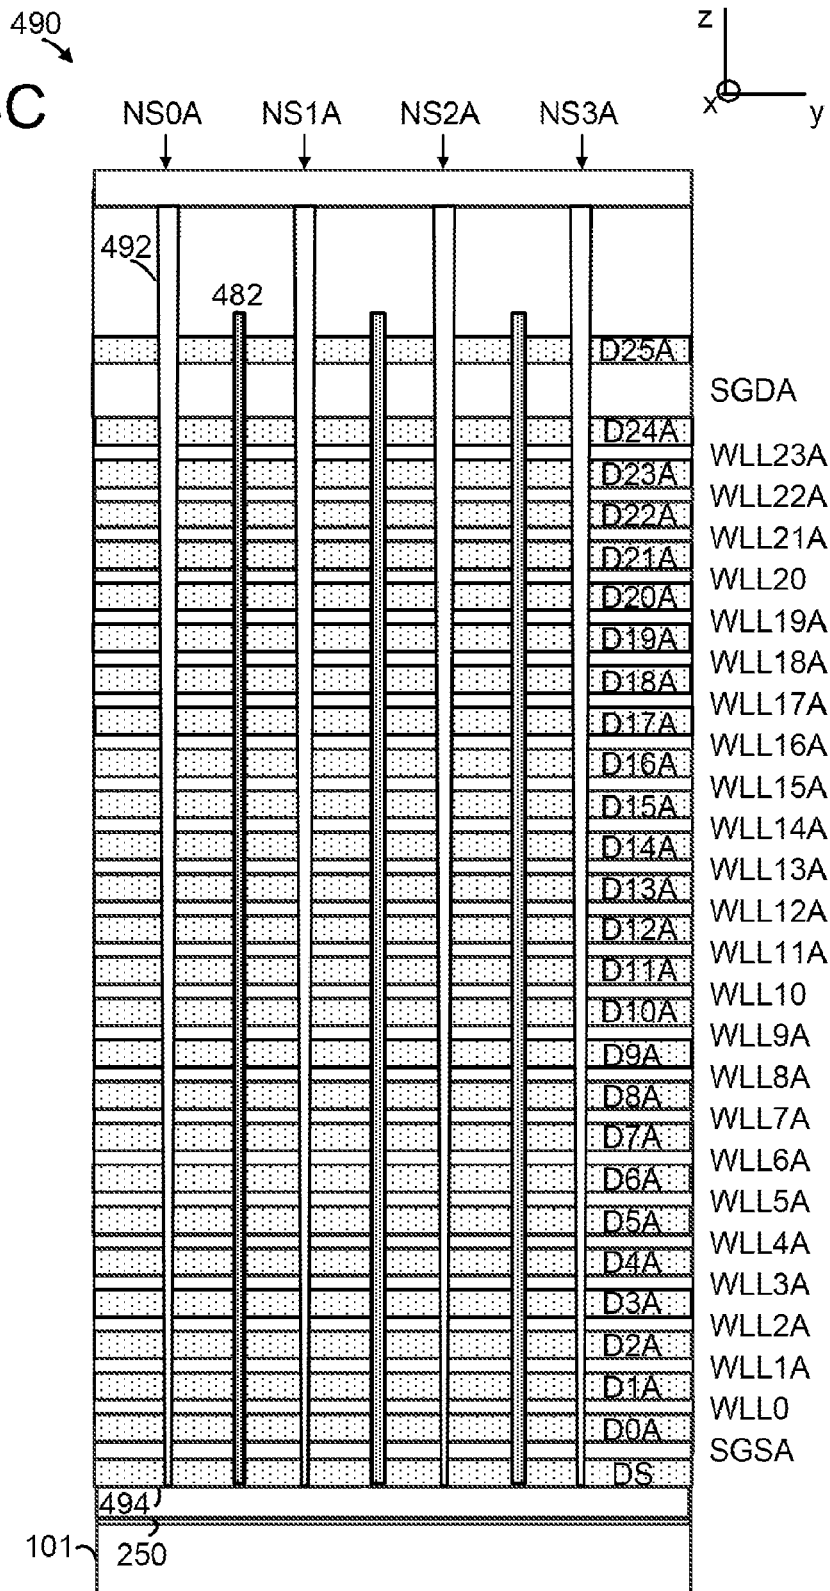 490
z
C
x
y
NS0A NS1A NS2A NS3A
492
482
D25A
SGDA
D24A
WLL23A
D23A
WLL22A
D22A
WLL21A
D21A
WLL20
D20A
WLL19A
D19A
WLL18A
D18A
WLL17A
D17A
WLL16A
D16A
WLL15A
D15A
WLL14A
D14A
WLL13A
D13A
WLL12A
D12A
WLL11A
D11A
WLL10
D10A
WLL9A
D9A
WLL8A
D8A
WLL7A
D7A
WLL6A
D6A
WLL5A
D5A
WLL4A
D4A
WLL3A
D3A
WLL2A
D2A
WLL1A
D1A
WLL0
D0A
SGSA
DS
494
101
250